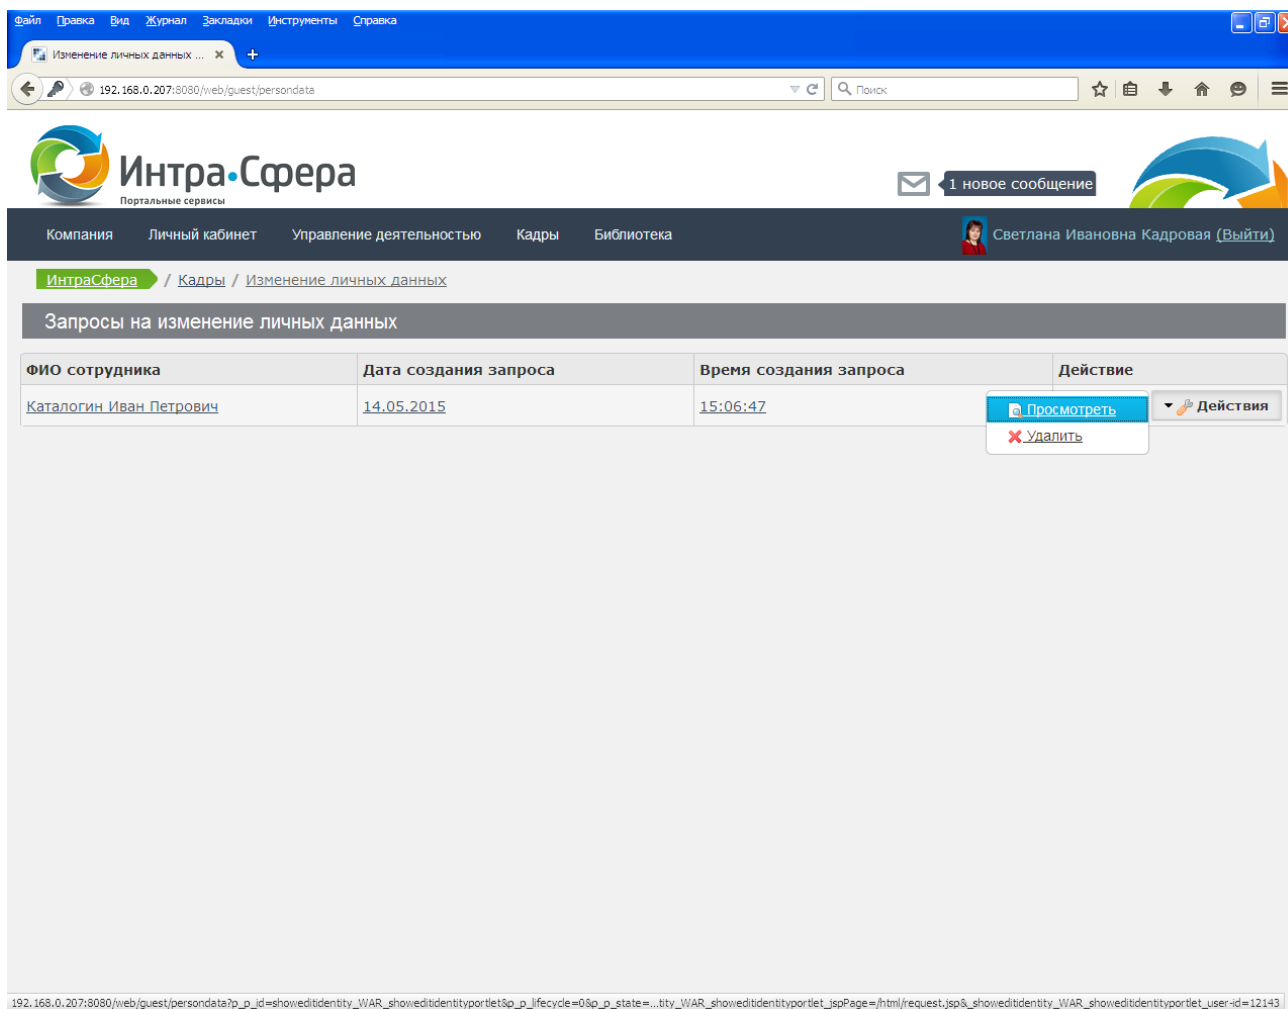 Файл Правка Вид Журнал Закладки Инструменты Справка
Изменение личных данных ...
192.168.0.207:8080/web/guest/persondata
Поиск
Интра•Сфера
Портальные сервисы
1 новое сообщение
Компания Личный кабинет Управление деятельностью Кадры Библиотека
Светлана Ивановна Кадровая (Выйти)
ИнтраСфера / Кадры / Изменение личных данных
Запросы на изменение личных данных
ФИО сотрудника Дата создания запроса Время создания запроса Действие
Каталогин Иван Петрович 14.05.2015 15:06:47 Действия
Просмотреть
Удалить
192.168.0.207:8080/web/guest/persondata?p_p_id=showeditidentity_WAR_showeditidentityportlet&p_p_lifecycle=0&p_p_state=...tity_WAR_showeditidentityportlet_jspPage=/html/request.jsp&_showeditidentity_WAR_showeditidentityportlet_user-id=12143